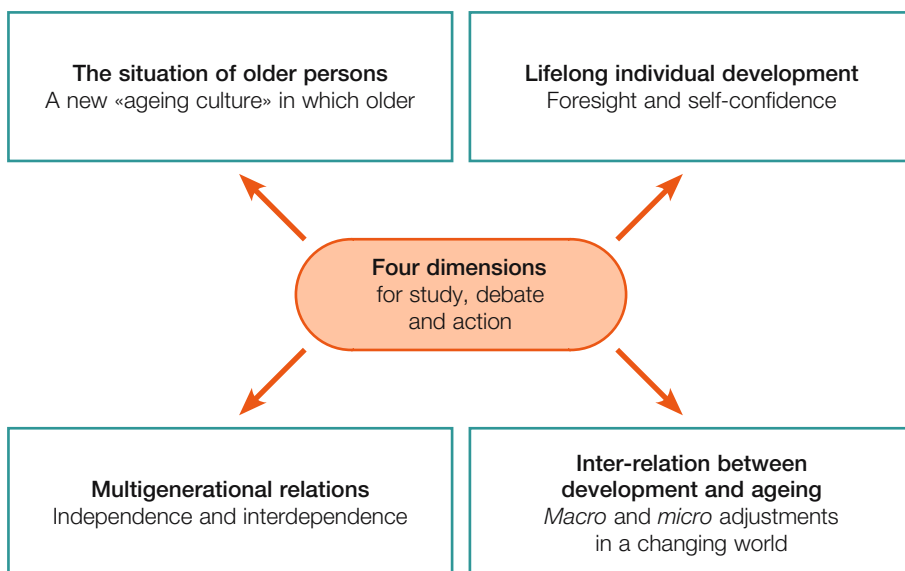 The situation of older persons
A new «ageing culture» in which older
Lifelong individual development
Foresight and self-confidence
Four dimensions
for study, debate
and action
Multigenerational relations
Independence and interdependence
Inter-relation between
development and ageing
Macro and micro adjustments
in a changing world